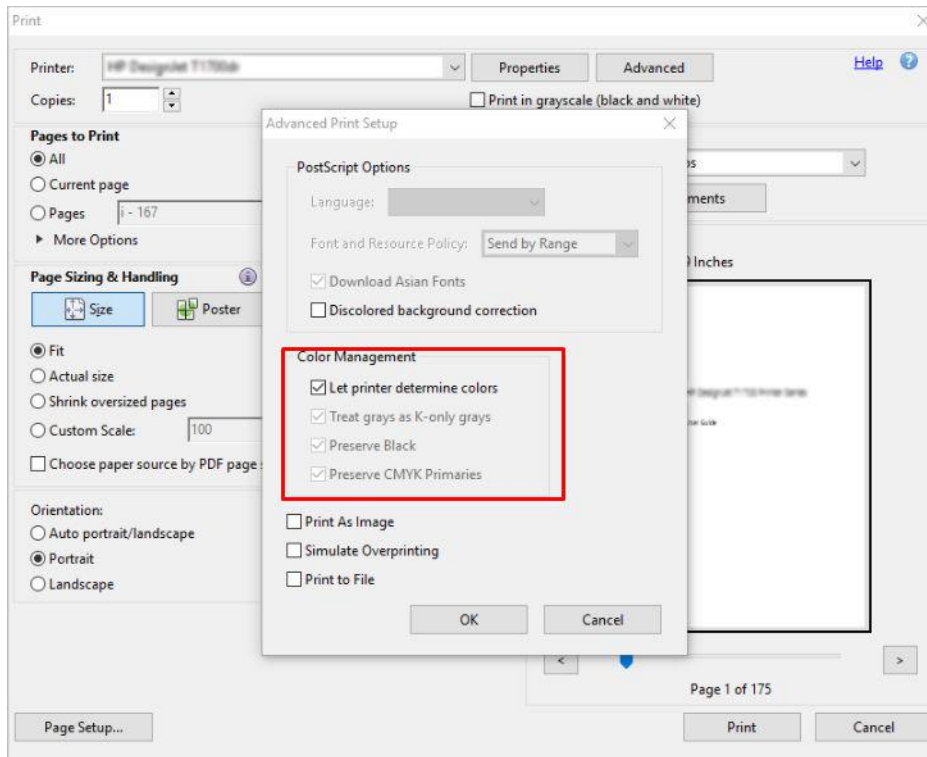 Print
Printer:
HP DesignJet T1700dr
Properties
Advanced
Help
Copies:
1
Print in grayscale (black and white)
Pages to Print
All
Current page
Pages
i - 167
More Options
Page Sizing & Handling
Size
Poster
Fit
Actual size
Shrink oversized pages
Custom Scale:
100
Choose paper source by PDF page
Orientation:
Auto portrait/landscape
Portrait
Landscape
Advanced Print Setup
PostScript Options
Language:
Font and Resource Policy:
Send by Range
Download Asian Fonts
Discolored background correction
Color Management
Let printer determine colors
Treat grays as K-only grays
Preserve Black
Preserve CMYK Primaries
Print As Image
Simulate Overprinting
Print to File
OK
Cancel
Inches
User Guide
<
>
Page 1 of 175
Page Setup...
Print
Cancel